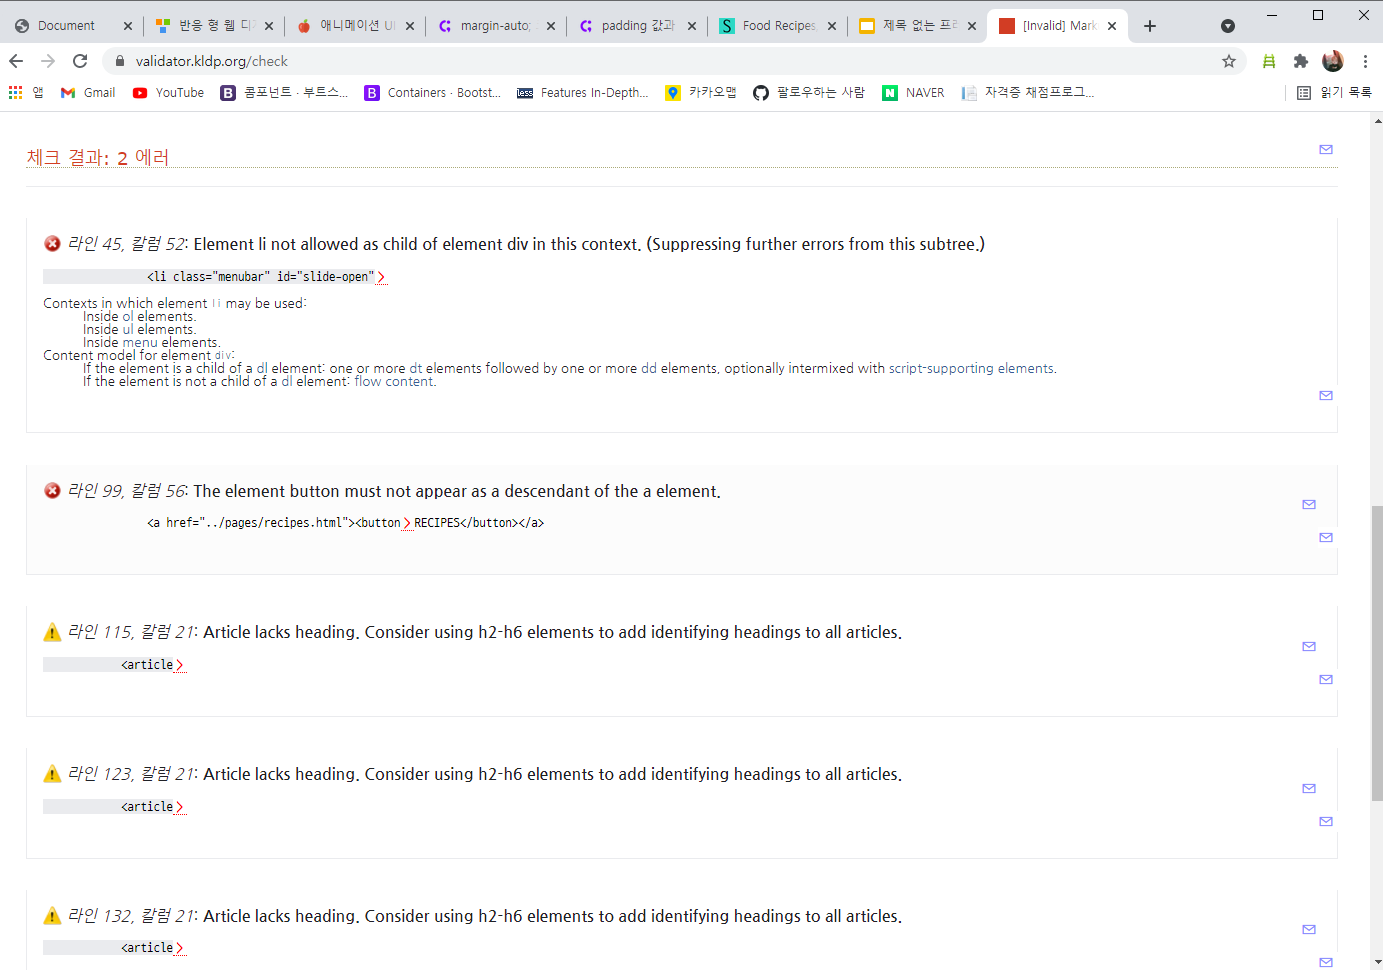 Document
반응 형 웹 디
애니메이션 U
margin-auto;
padding 값과
Food Recipes
제목 없는 프
[Invalid] Mark
validator.kldp.org/check
앱
Gmail
YouTube
콤포넌트 · 부트스...
Containers · Bootst...
Features In-Depth...
카카오맵
팔로우하는 사람
NAVER
자격증 채점프로그...
읽기 목록
체크 결과: 2 에러
라인 45, 칼럼 52: Element li not allowed as child of element div in this context. (Suppressing further errors from this subtree.)
<li class="menubar" id="slide-open">
Contexts in which element li may be used:
Inside ol elements.
Inside ul elements.
Inside menu elements.
Content model for element div:
If the element is a child of a dl element: one or more dt elements followed by one or more dd elements, optionally intermixed with script-supporting elements.
If the element is not a child of a dl element: flow content.
라인 99, 칼럼 56: The element button must not appear as a descendant of the a element.
<a href="../pages/recipes.html"><button>RECIPES</button></a>
라인 115, 칼럼 21: Article lacks heading. Consider using h2-h6 elements to add identifying headings to all articles.
<article>
라인 123, 칼럼 21: Article lacks heading. Consider using h2-h6 elements to add identifying headings to all articles.
<article>
라인 132, 칼럼 21: Article lacks heading. Consider using h2-h6 elements to add identifying headings to all articles.
<article>